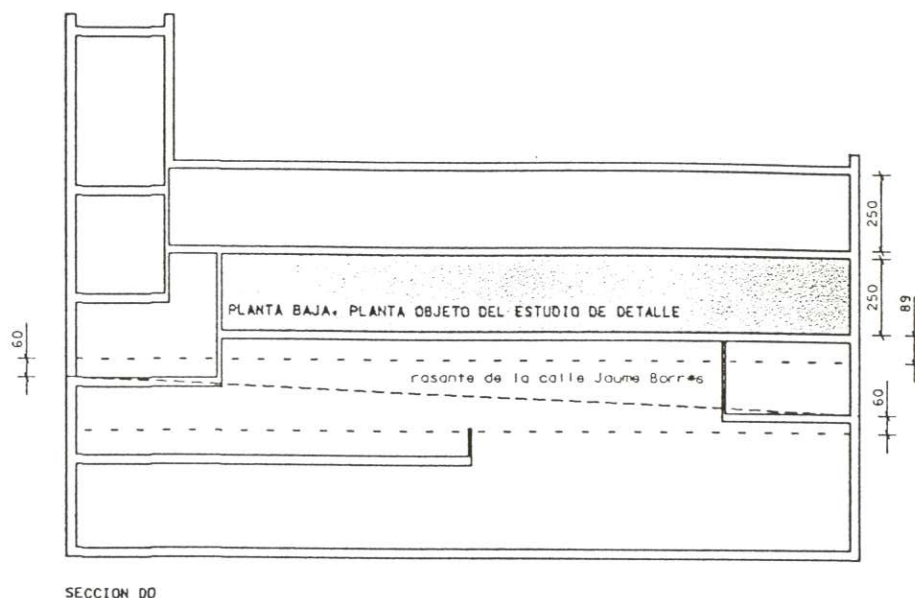 250
250
89
60
PLANTA BAJA. PLANTA OBJETO DEL ESTUDIO DE DETALLE
rasante de la calle Jaume Borr*s
60
SECCION DD